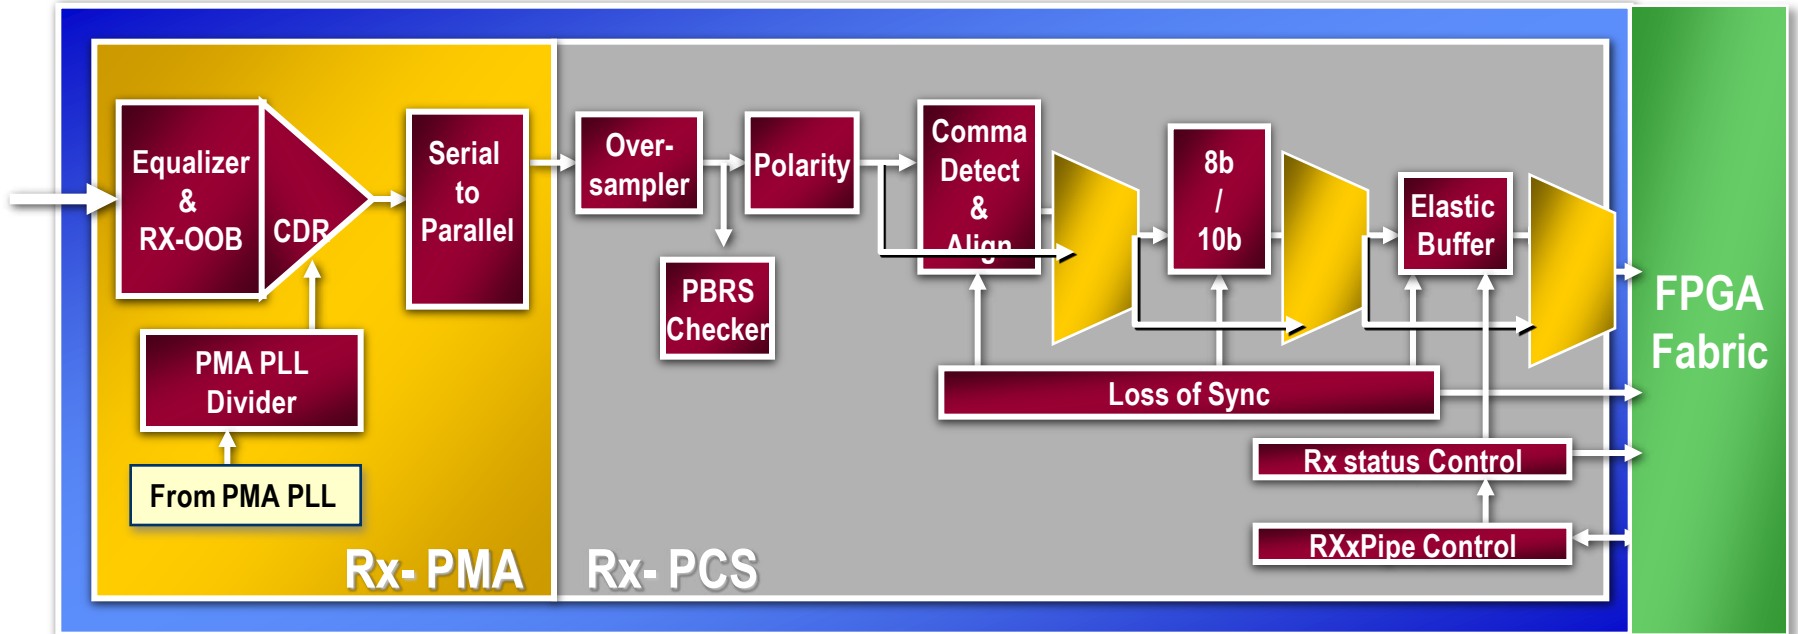 Equalizer
&
RX-OOB
CDR
Serial
to
Parallel
PMA PLL
Divider
From PMA PLL
Rx- PMA
Over-
sampler
Polarity
PBRS
Checker
Comma
Detect
&
Align
8b
/
10b
Elastic
Buffer
Loss of Sync
Rx status Control
RXxPipe Control
Rx- PCS
FPGA
Fabric